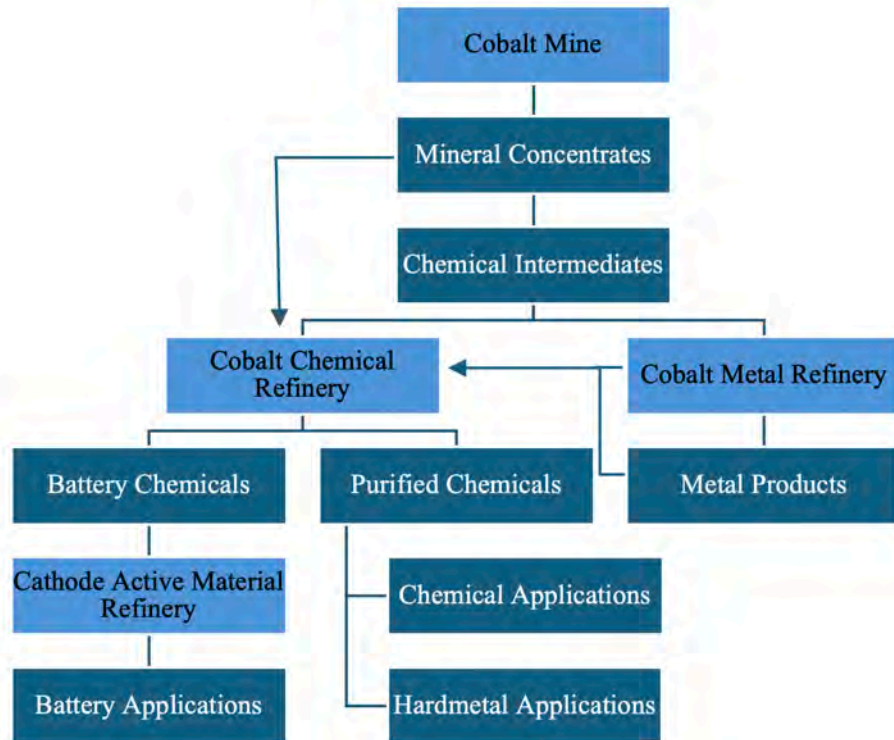 Cobalt Mine
Mineral Concentrates
Chemical Intermediates
Cobalt Chemical
Refinery
Cobalt Metal Refinery
Battery Chemicals
Purified Chemicals
Metal Products
Cathode Active Material
Refinery
Chemical Applications
Battery Applications
Hardmetal Applications